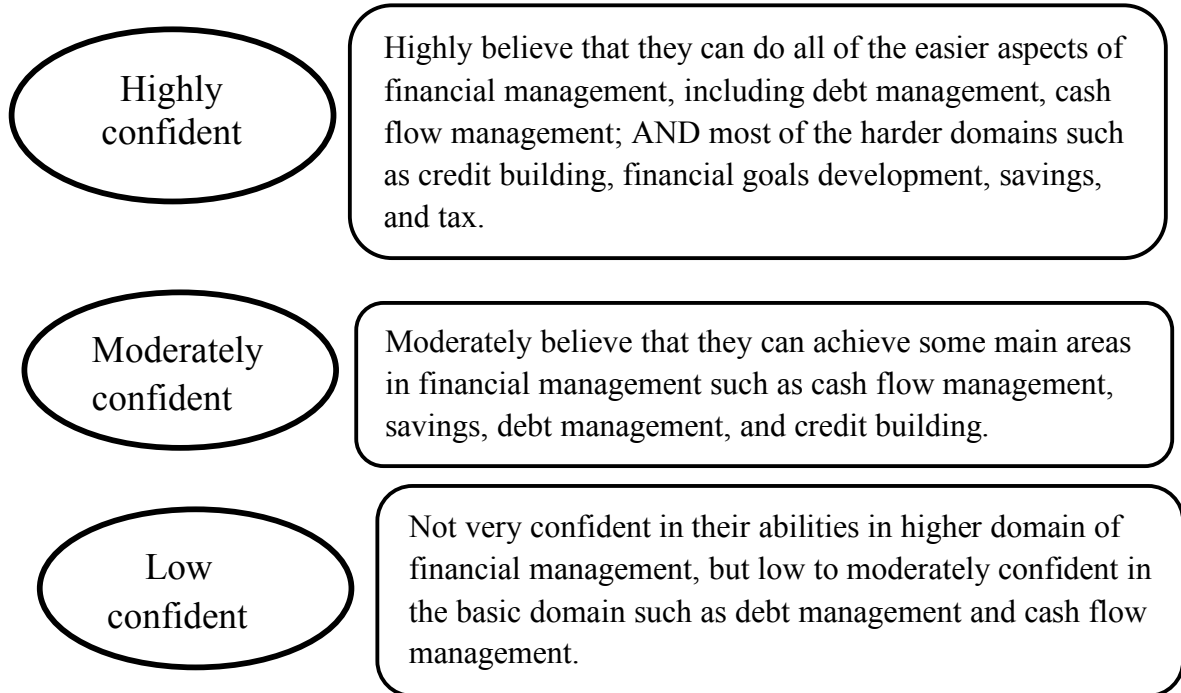 Highly
confident
Highly believe that they can do all of the easier aspects of
financial management, including debt management, cash
flow management; AND most of the harder domains such
as credit building, financial goals development, savings,
and tax.
Moderately
confident
Moderately believe that they can achieve some main areas
in financial management such as cash flow management,
savings, debt management, and credit building.
Low
confident
Not very confident in their abilities in higher domain of
financial management, but low to moderately confident in
the basic domain such as debt management and cash flow
management.